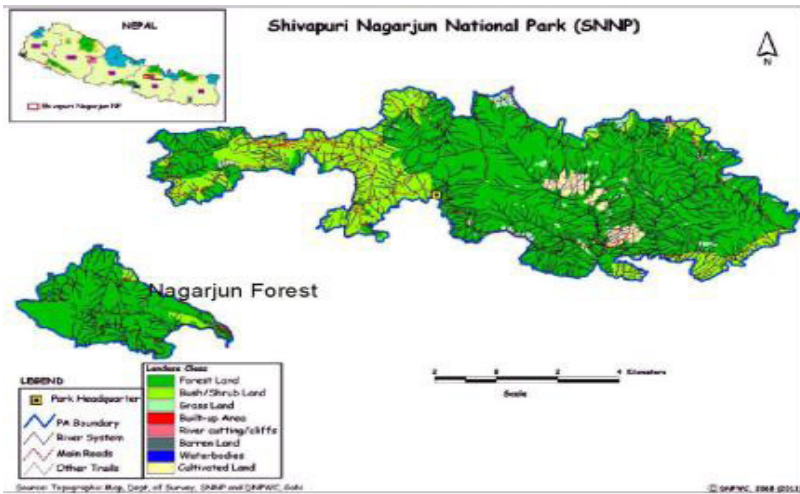 NEPAL
Shivapuri Nagarjun National Park (SNNP)
N
Shivapuri Nagarjun NP
Nagarjun Forest
LEGEND
Park Headquarter
PA Boundary
River System
Main Roads
Other Trails
Landuse Class
Forest Land
Bush/Shrub Land
Grass Land
Built-up Area
River cutting/cliffs
Barren Land
Waterbodies
Cultivated Land
2 0 2 4 Kilometers
Scale
Source: Topographic Map, Dept. of Survey, SNNP and DNPWC, GoN